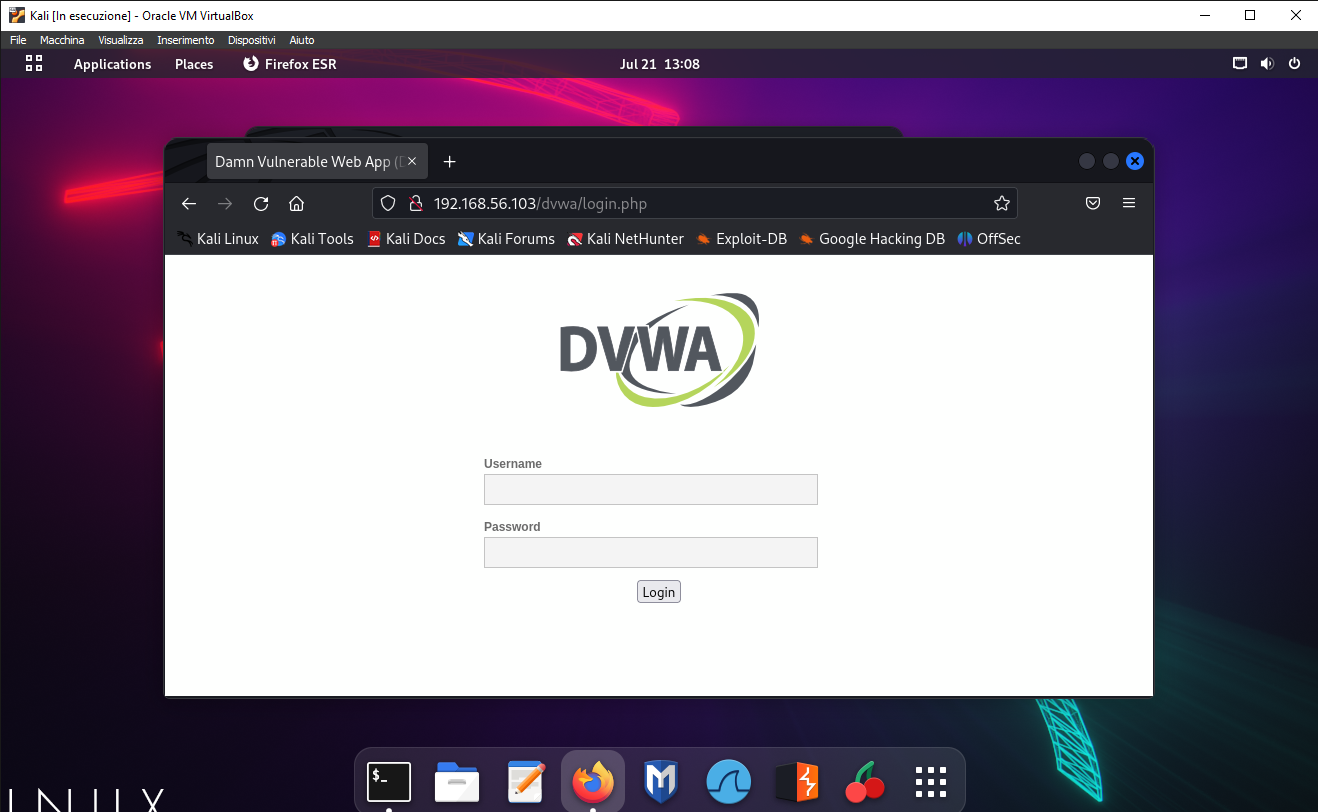 Kali [In esecuzione] - Oracle VM VirtualBox
File Macchina Visualizza Inserimento Dispositivi Aiuto
Applications Places Firefox ESR Jul 21 13:08
Damn Vulnerable Web App (D
192.168.56.103/dvwa/login.php
Kali Linux Kali Tools Kali Docs Kali Forums Kali NetHunter Exploit-DB Google Hacking DB OffSec
DVWA
Username
Password
Login
$_